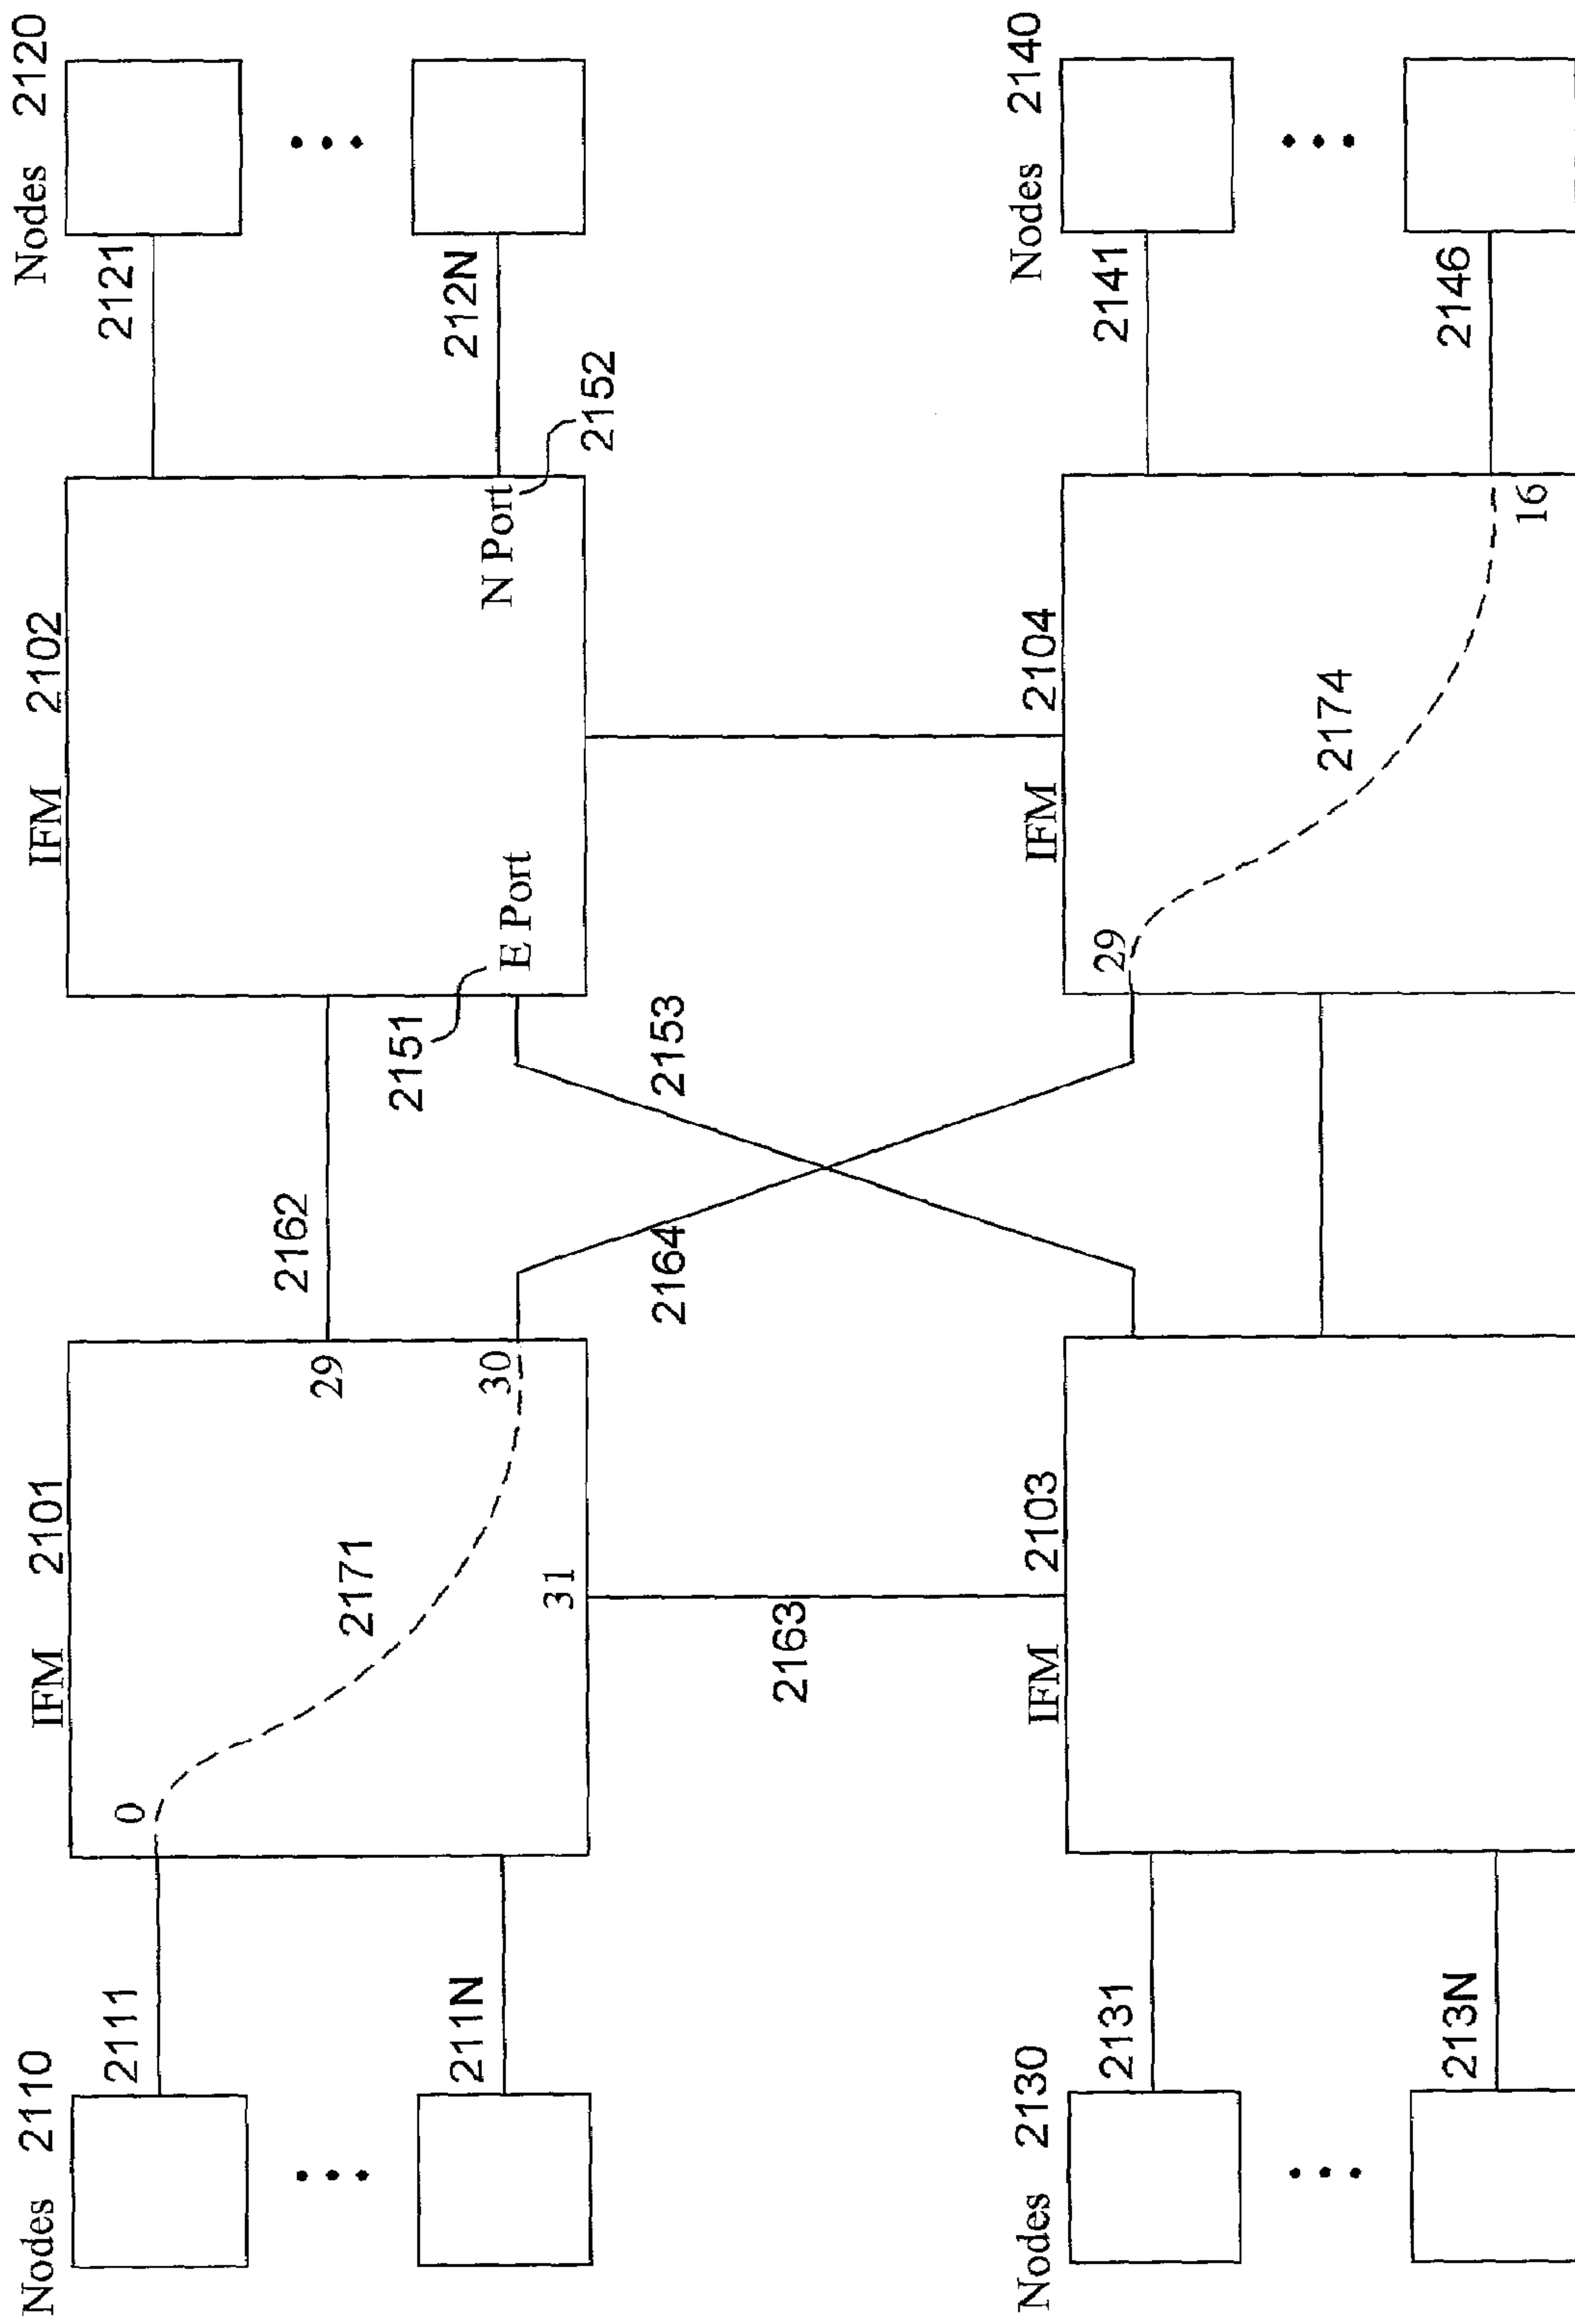 Nodes 2110
2111
211N
IFM 2101
0
2171
29
30
31
2162
2163
2164
2153
2151
IFM 2102
E Port
N Port
2152
2121
212N
Nodes 2120
Nodes 2130
2131
213N
IFM 2103
IFM 2104
29
2174
16
2141
2146
Nodes 2140